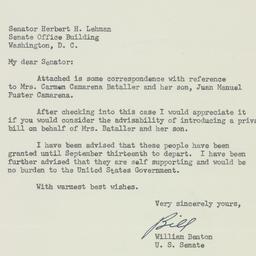 Senator Herbert H. Lehman
Senate Office Building
Washington, D. C.
My dear Senator:
Attached is some correspondence with reference
to Mrs. Carmen Camarena Bataller and her son, Juan Manuel
Fuster Camarena.
After checking into this case I would appreciate it
if you would consider the advisability of introducing a priva
bill on behalf of Mrs. Bataller and her son.
I have been advised that these people have been
granted until September thirteenth to depart. I have been
further advised that they are self supporting and would be
no burden to the United States Government.
With warmest best wishes.
Very sincerely yours,
Bill
William Benton
U. S. Senate